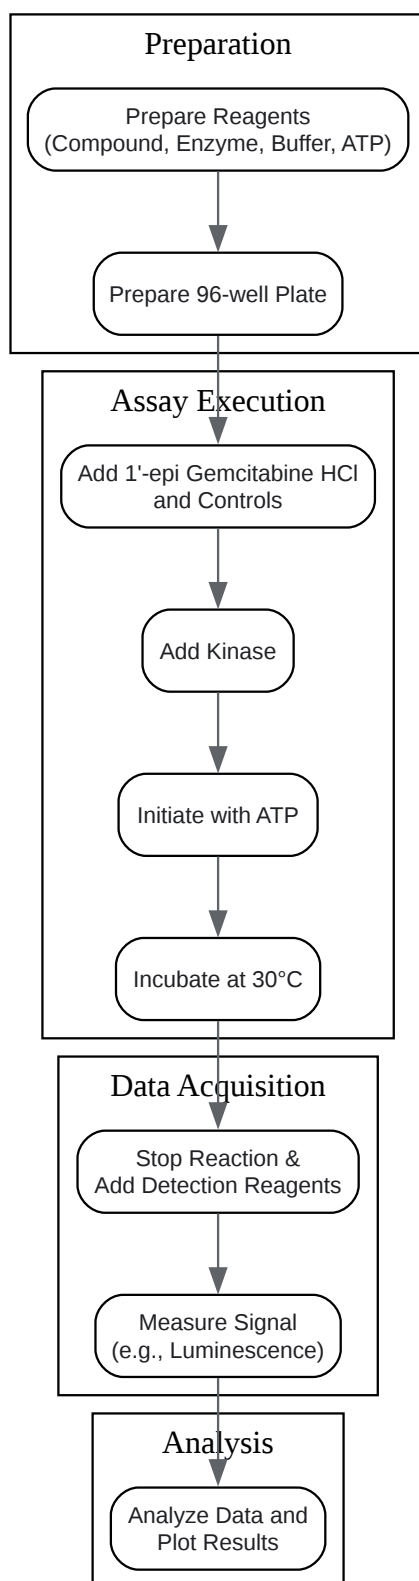 Preparation
Prepare Reagents
(Compound, Enzyme, Buffer, ATP)
Prepare 96-well Plate
Assay Execution
Add 1'-epi Gemcitabine HCl
and Controls
Add Kinase
Initiate with ATP
Incubate at 30°C
Data Acquisition
Stop Reaction &
Add Detection Reagents
Measure Signal
(e.g., Luminescence)
Analysis
Analyze Data and
Plot Results